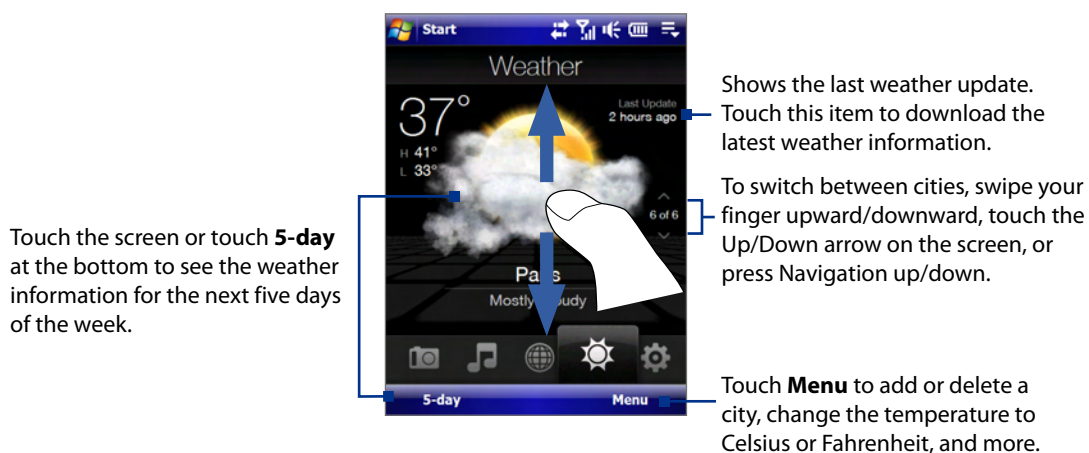 Start
Weather
37°
H 41°
L 33°
Last Update
2 hours ago
6 of 6
Mostly
5-day
Menu
Touch the screen or touch 5-day
at the bottom to see the weather
information for the next five days
of the week.
Shows the last weather update.
Touch this item to download the
latest weather information.
To switch between cities, swipe your
finger upward/downward, touch the
Up/Down arrow on the screen, or
press Navigation up/down.
Touch Menu to add or delete a
city, change the temperature to
Celsius or Fahrenheit, and more.